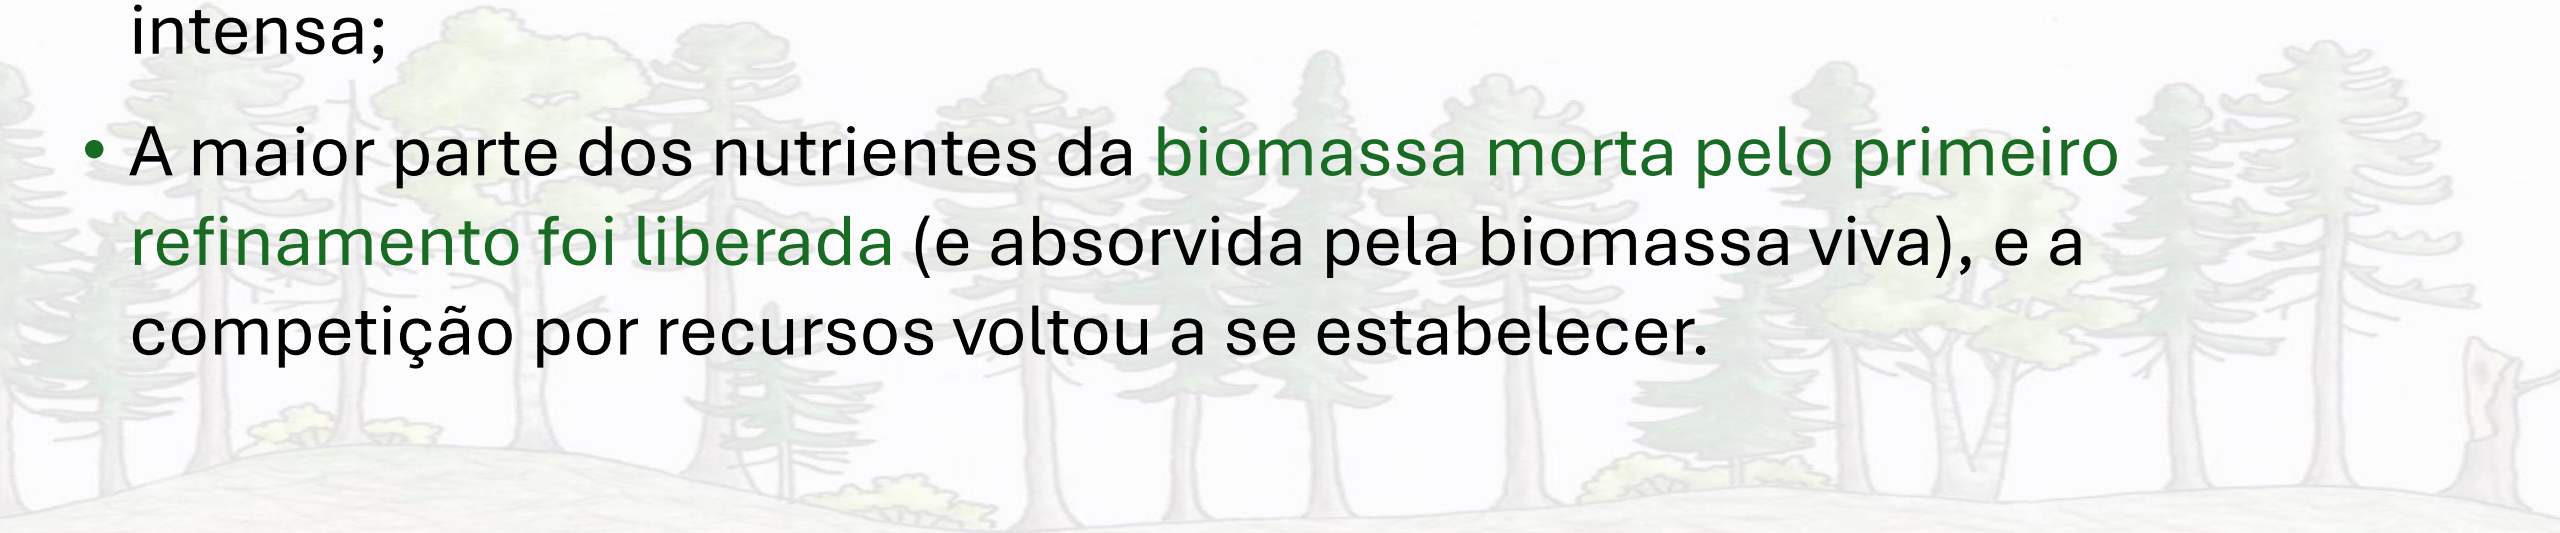 intensa;
• A maior parte dos nutrientes da biomassa morta pelo primeiro
refinamento foi liberada (e absorvida pela biomassa viva), e a
competição por recursos voltou a se estabelecer.